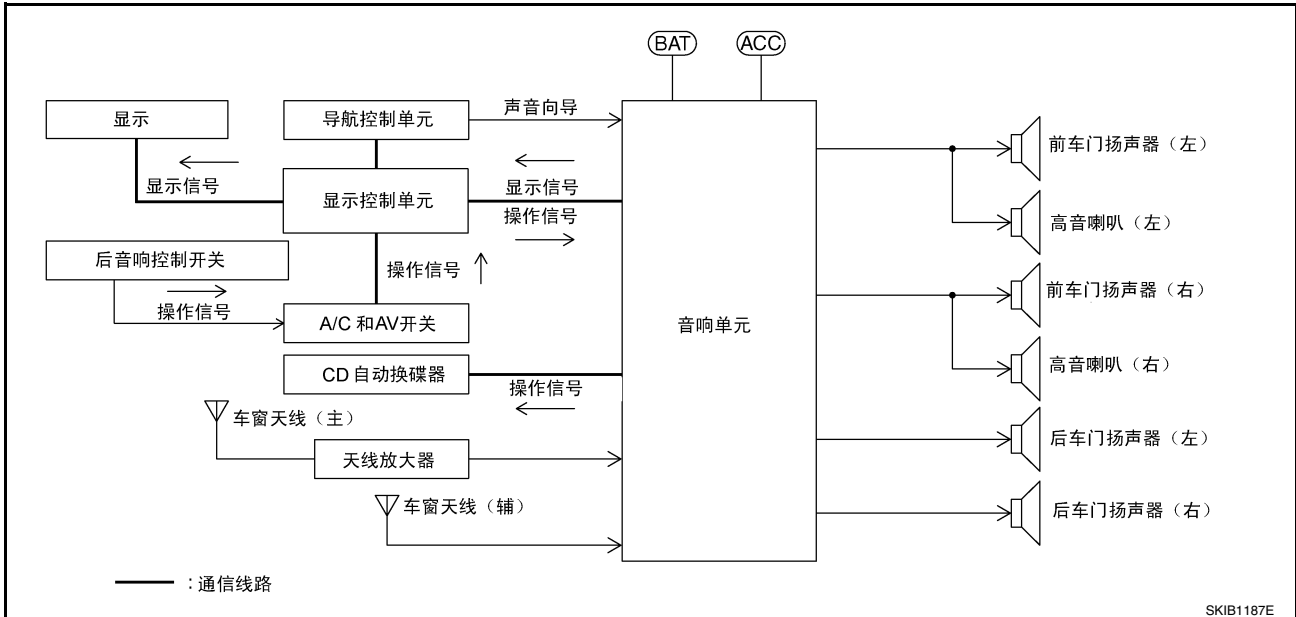 BAT
ACC
显示
导航控制单元
声音向导
显示信号
显示控制单元
显示信号
操作信号
后音响控制开关
操作信号
操作信号
A/C 和AV开关
CD 自动换碟器
操作信号
车窗天线（主）
天线放大器
车窗天线（辅）
音响单元
前车门扬声器（左）
高音喇叭（左）
前车门扬声器（右）
高音喇叭（右）
后车门扬声器（左）
后车门扬声器（右）
：通信线路
SKIB1187E